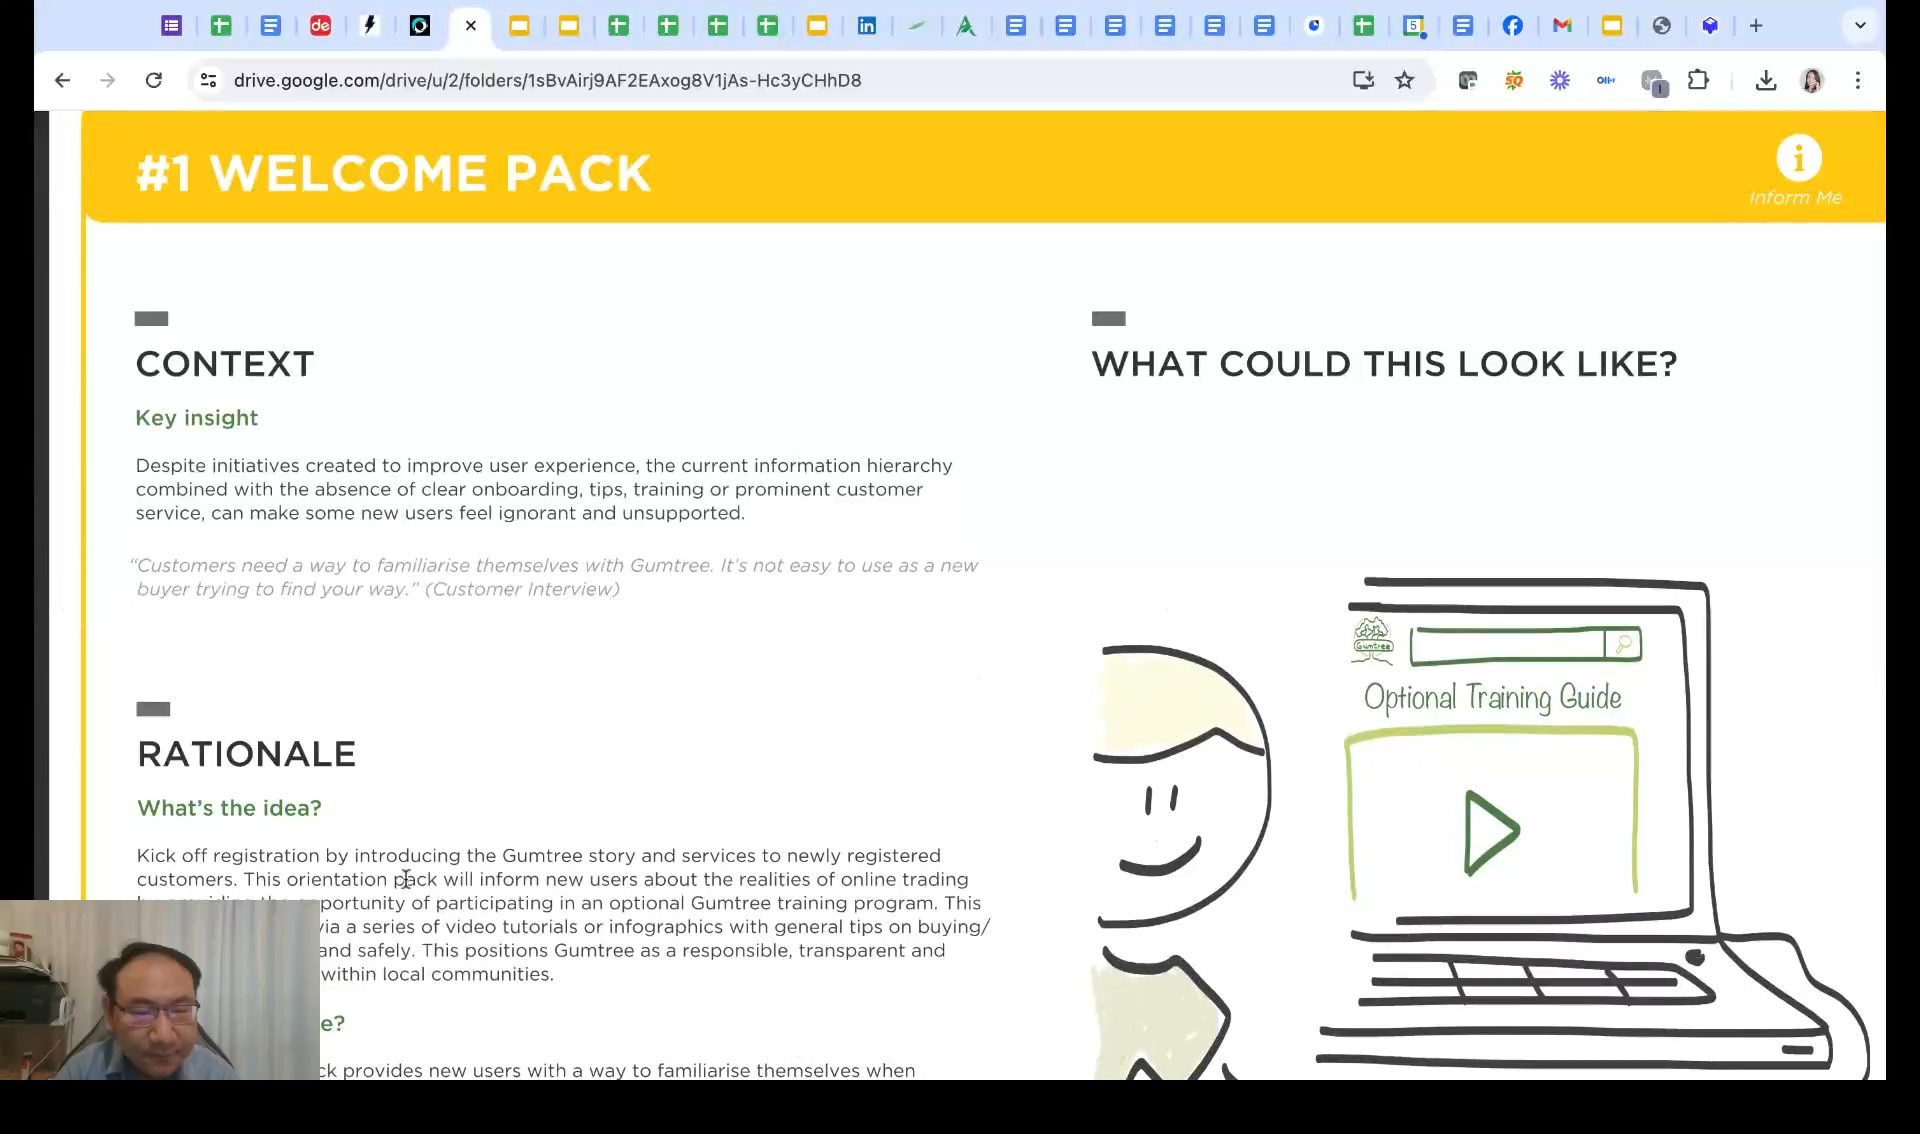 drive.google.com/drive/u/2/folders/1sBvAirj9AF2EAxog8V1jAs-Hc3yCHhD8
#1 WELCOME PACK
Inform Me
CONTEXT
Key insight
Despite initiatives created to improve user experience, the current information hierarchy
combined with the absence of clear onboarding, tips, training or prominent customer
service, can make some new users feel ignorant and unsupported.
“Customers need a way to familiarise themselves with Gumtree. It’s not easy to use as a new
buyer trying to find your way.” (Customer Interview)
RATIONALE
What’s the idea?
Kick off registration by introducing the Gumtree story and services to newly registered
customers. This orientation pack will inform new users about the realities of online trading
portunity of participating in an optional Gumtree training program. This
via a series of video tutorials or infographics with general tips on buying/
and safely. This positions Gumtree as a responsible, transparent and
within local communities.
e?
ck provides new users with a way to familiarise themselves when
WHAT COULD THIS LOOK LIKE?
Gumtree
Optional Training Guide